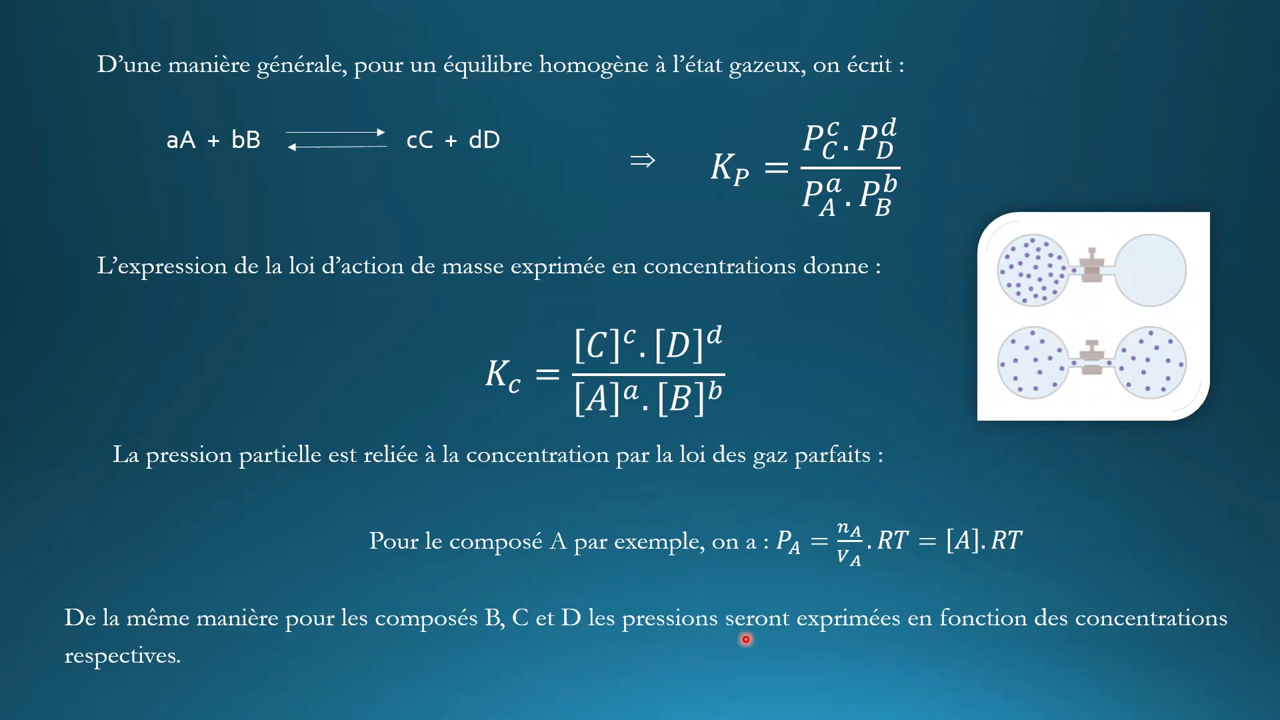 D'une manière générale, pour un équilibre homogène à l'état gazeux, on écrit :
aA + bB ⇄ cC + dD ⇒ K_P = (P_C^c . P_D^d) / (P_A^a . P_B^b)
L'expression de la loi d'action de masse exprimée en concentrations donne :
K_c = ([C]^c . [D]^d) / ([A]^a . [B]^b)
La pression partielle est reliée à la concentration par la loi des gaz parfaits :
Pour le composé A par exemple, on a : P_A = (n_A / V_A) . RT = [A]. RT
De la même manière pour les composés B, C et D les pressions seront exprimées en fonction des concentrations
respectives.